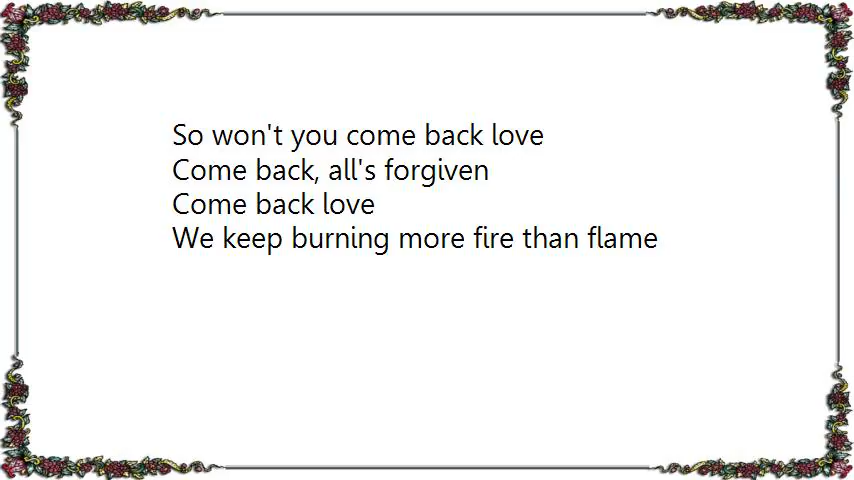 So won't you come back love
Come back, all's forgiven
Come back love
We keep burning more fire than flame